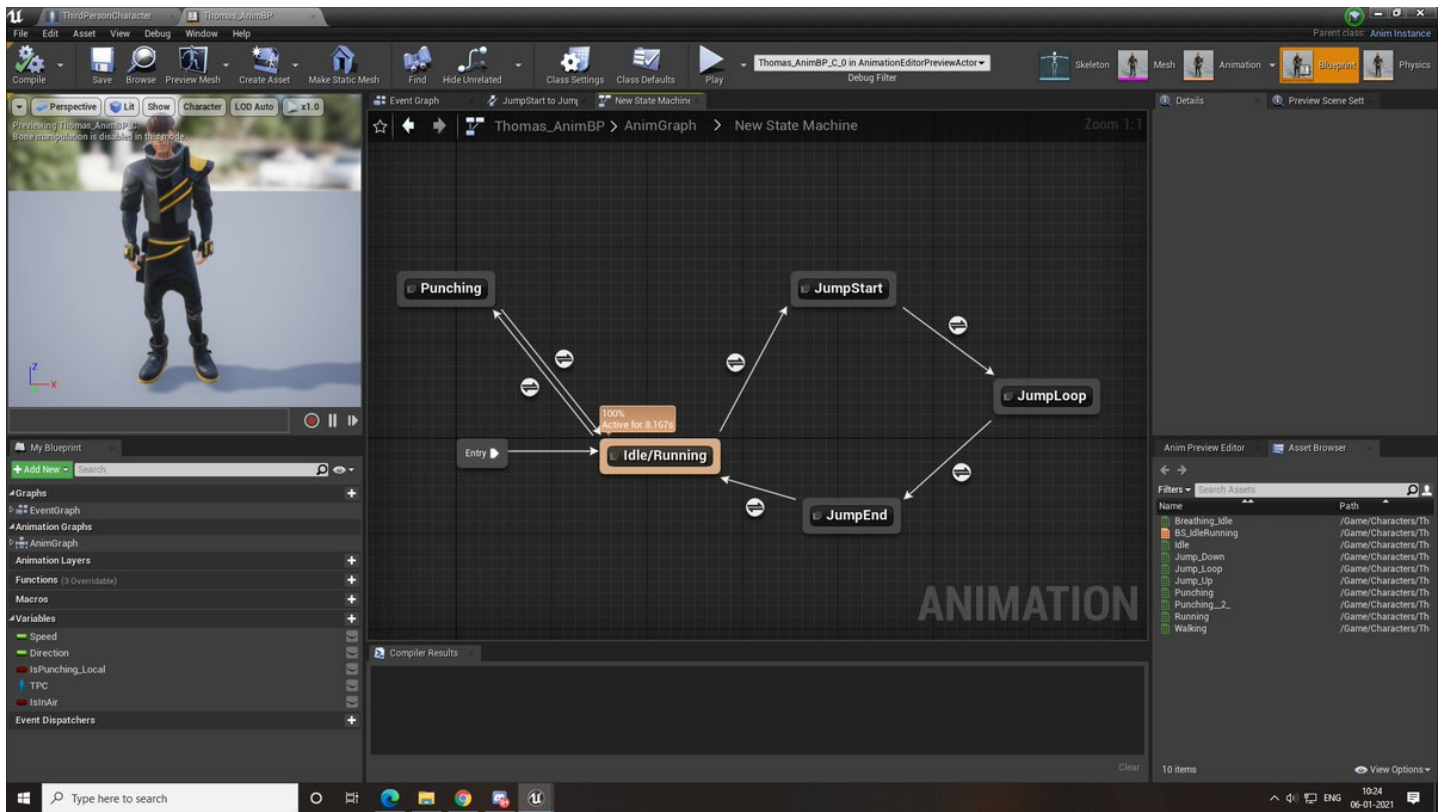 ThirdPersonCharacter
Thomas_AnimBP
File Edit Asset View Debug Window Help
Parent class: Anim Instance
Compile
Save
Browse
Preview Mesh
Create Asset
Make Static Mesh
Find
Hide Unrelated
Class Settings
Class Defaults
Play
Thomas_AnimBP_C_0 in AnimationEditorPreviewActor
Debug Filter
Skeleton
Mesh
Animation
Blueprint
Physics
Perspective
Lit
Show
Character
LOD Auto
x1.0
Previewing Thomas_AnimBP_C.
Bone manipulation is disabled in this mode.
Z
X
Event Graph
JumpStart to Jump
New State Machine
Thomas_AnimBP > AnimGraph > New State Machine
Zoom 1:1
Punching
JumpStart
JumpLoop
100%
Active for 8.167s
Entry
Idle/Running
JumpEnd
ANIMATION
My Blueprint
Add New
Search
Graphs
EventGraph
Animation Graphs
AnimGraph
Animation Layers
Functions (3 Overridable)
Macros
Variables
Speed
Direction
IsPunching_Local
TPC
IsInAir
Event Dispatchers
Compiler Results
Clear
Details
Preview Scene Sett
Anim Preview Editor
Asset Browser
Filters
Search Assets
Name Path
Breathing_Idle /Game/Characters/Th
BS_IdleRunning /Game/Characters/Th
Idle /Game/Characters/Th
Jump_Down /Game/Characters/Th
Jump_Loop /Game/Characters/Th
Jump_Up /Game/Characters/Th
Punching /Game/Characters/Th
Punching__2_ /Game/Characters/Th
Running /Game/Characters/Th
Walking /Game/Characters/Th
10 items
View Options
Type here to search
ENG
10:24
06-01-2021